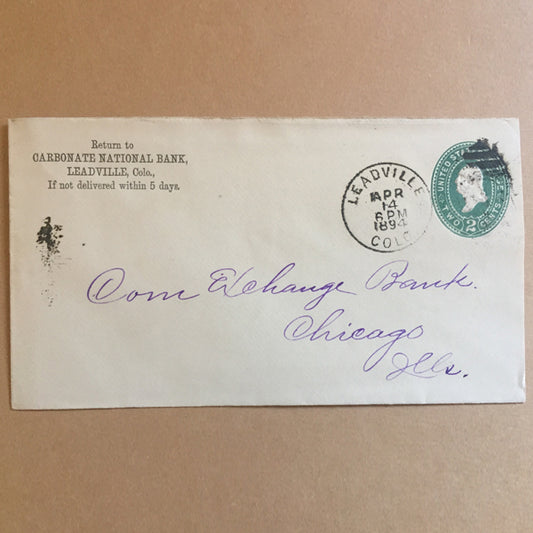 Return to
CARBONATE NATIONAL BANK,
LEADVILLE, Colo.,
If not delivered within 5 days.
LEADVILLE
APR
14
6 PM
1894
COLO
UNITED STATES
TWO 2 CENTS
Corn Exchange Bank.
Chicago
Ills.